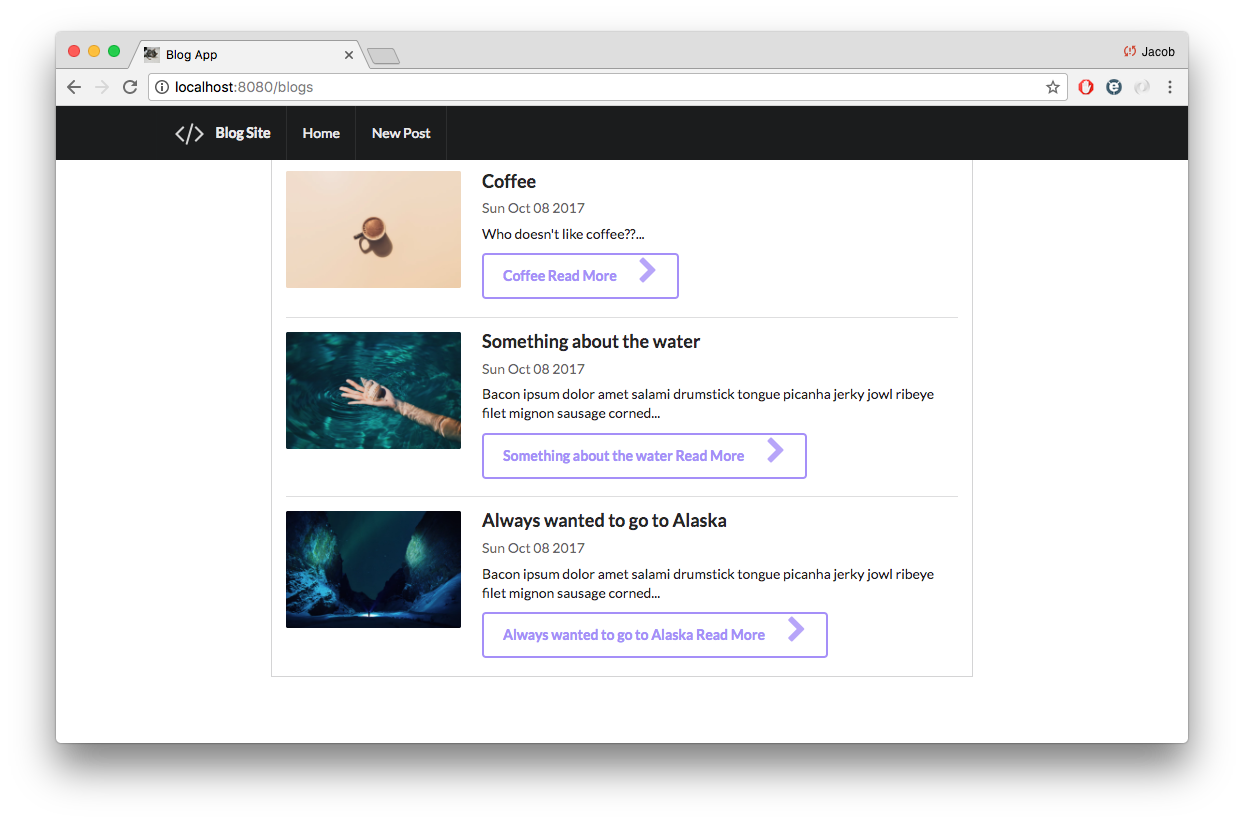 Blog App
Jacob
localhost:8080/blogs
</> Blog Site
Home
New Post
Coffee
Sun Oct 08 2017
Who doesn't like coffee??...
Coffee Read More
Something about the water
Sun Oct 08 2017
Bacon ipsum dolor amet salami drumstick tongue picanha jerky jowl ribeye
filet mignon sausage corned...
Something about the water Read More
Always wanted to go to Alaska
Sun Oct 08 2017
Bacon ipsum dolor amet salami drumstick tongue picanha jerky jowl ribeye
filet mignon sausage corned...
Always wanted to go to Alaska Read More